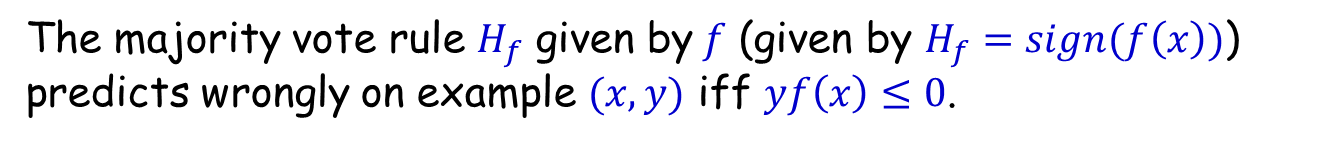 The majority vote rule H_f given by f (given by H_f = sign(f(x)))
predicts wrongly on example (x, y) iff yf(x) ≤ 0.